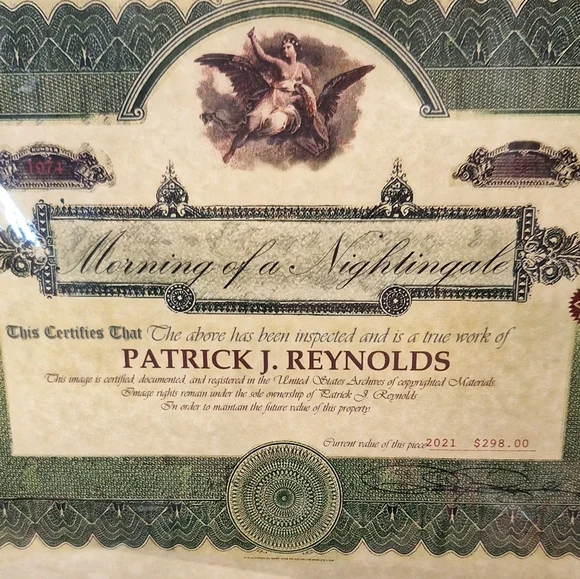 1974
Morning of a Nightingale
This Certifies That The above has been inspected and is a true work of
PATRICK J. REYNOLDS
This image is certified, documented, and registered in the United States Archives of copyrighted Materials.
Image rights remain under the sole ownership of Patrick J Reynolds.
In order to maintain the future value of this property.
Current value of this piece 2021 $298.00